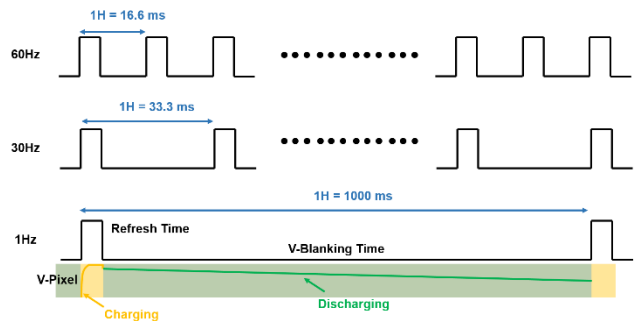 1H = 16.6 ms
60Hz
1H = 33.3 ms
30Hz
1H = 1000 ms
Refresh Time
1Hz
V-Blanking Time
V-Pixel
Discharging
Charging